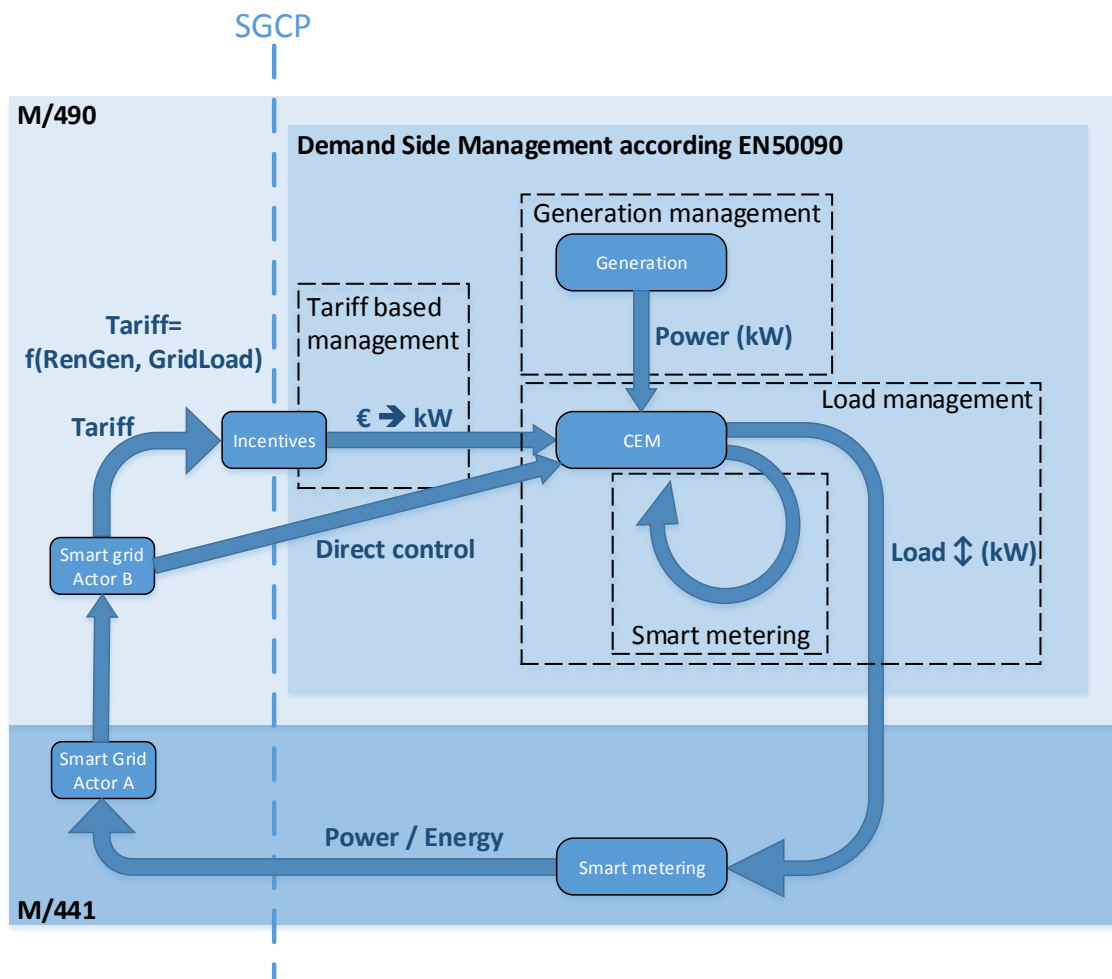 SGCP
M/490
Demand Side Management according EN50090
Generation management
Generation
Power (kW)
Tariff based
management
Tariff=
f(RenGen, GridLoad)
Tariff
Incentives
€ 🡺 kW
CEM
Load management
Direct control
Smart grid
Actor B
Load ↕ (kW)
Smart metering
Smart Grid
Actor A
Power / Energy
Smart metering
M/441